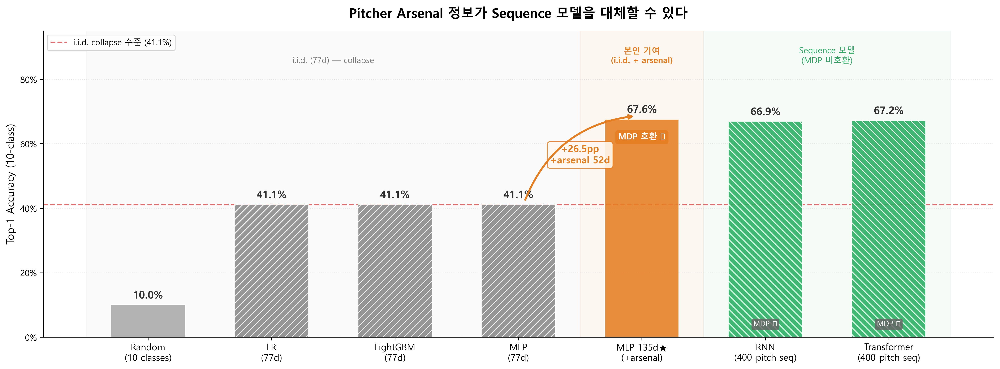 Pitcher Arsenal 정보가 Sequence 모델을 대체할 수 있다
i.i.d. collapse 수준 (41.1%)
i.i.d. (77d) — collapse
본인 기여
(i.i.d. + arsenal)
Sequence 모델
(MDP 비호환)
Top-1 Accuracy (10-class)
80%
60%
40%
20%
0%
10.0%
41.1%
41.1%
41.1%
67.6%
66.9%
67.2%
MDP 호환 ▯
+26.5pp
+arsenal 52d
MDP ▯
MDP ▯
Random
(10 classes)
LR
(77d)
LightGBM
(77d)
MLP
(77d)
MLP 135d★
(+arsenal)
RNN
(400-pitch seq)
Transformer
(400-pitch seq)